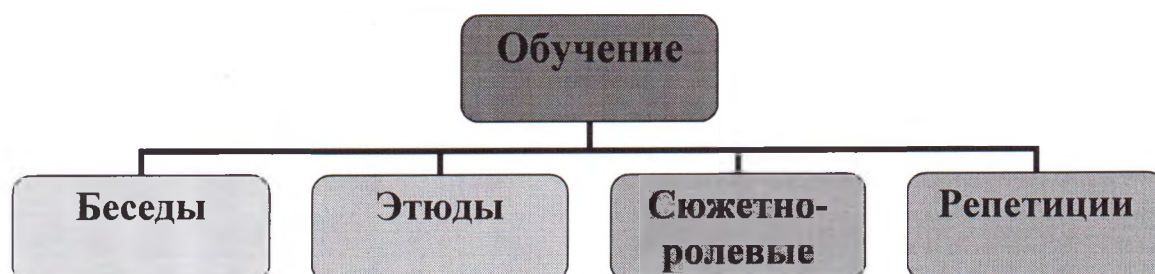 Обучение
Беседы
Этюды
Сюжетно-
ролевые
Репетиции